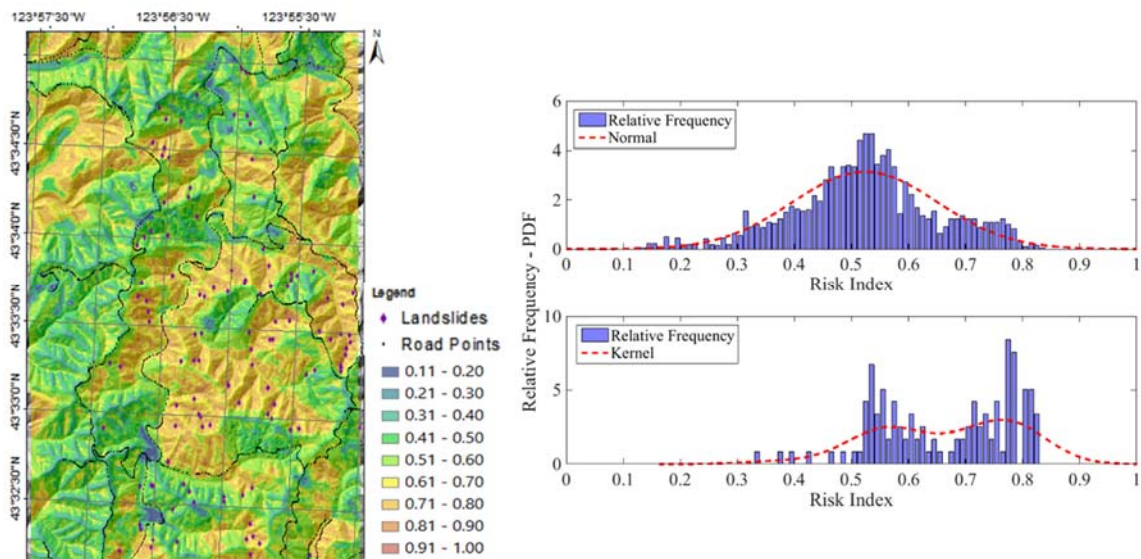 123°57'30"W 123°56'30"W 123°55'30"W
N
43°34'30"N
43°34'0"N
43°33'30"N
43°33'0"N
43°32'30"N
Legend
Landslides
Road Points
0.11 - 0.20
0.21 - 0.30
0.31 - 0.40
0.41 - 0.50
0.51 - 0.60
0.61 - 0.70
0.71 - 0.80
0.81 - 0.90
0.91 - 1.00
Relative Frequency - PDF
6
4
2
0
Relative Frequency
Normal
0 0.1 0.2 0.3 0.4 0.5 0.6 0.7 0.8 0.9 1
Risk Index
10
5
0
Relative Frequency
Kernel
0 0.1 0.2 0.3 0.4 0.5 0.6 0.7 0.8 0.9 1
Risk Index